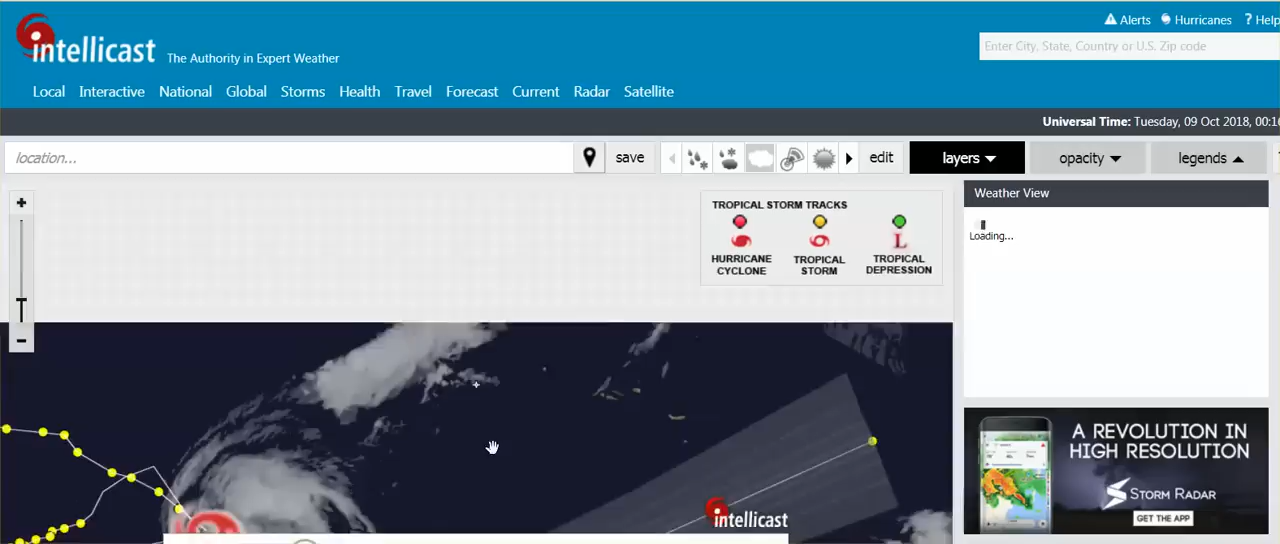 Alerts Hurricanes ? Help
intellicast The Authority in Expert Weather
Enter City, State, Country or U.S. Zip code
Local Interactive National Global Storms Health Travel Forecast Current Radar Satellite
Universal Time: Tuesday, 09 Oct 2018, 00:16
location... save edit layers opacity legends
Weather View
Loading...
TROPICAL STORM TRACKS
HURRICANE CYCLONE
TROPICAL STORM
L
TROPICAL DEPRESSION
A REVOLUTION IN
HIGH RESOLUTION
STORM RADAR
GET THE APP
intellicast